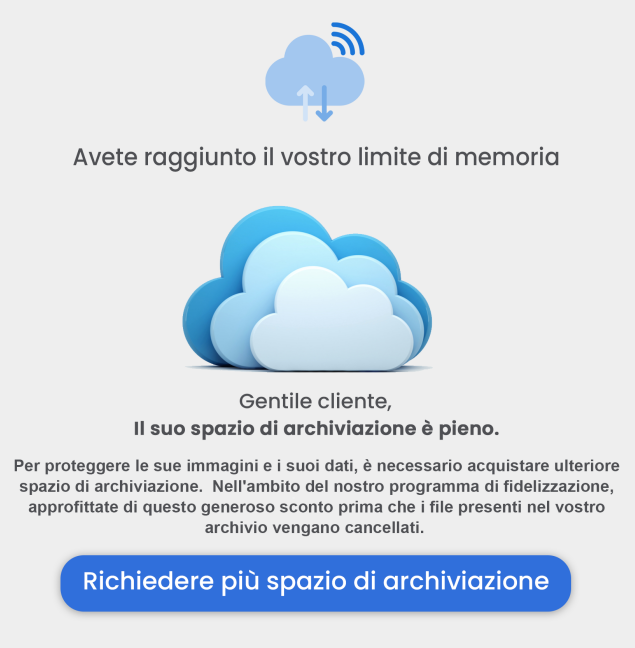 Avete raggiunto il vostro limite di memoria
Gentile cliente,
Il suo spazio di archiviazione è pieno.
Per proteggere le sue immagini e i suoi dati, è necessario acquistare ulteriore
spazio di archiviazione.  Nell'ambito del nostro programma di fidelizzazione,
approfittate di questo generoso sconto prima che i file presenti nel vostro
archivio vengano cancellati.
Richiedere più spazio di archiviazione